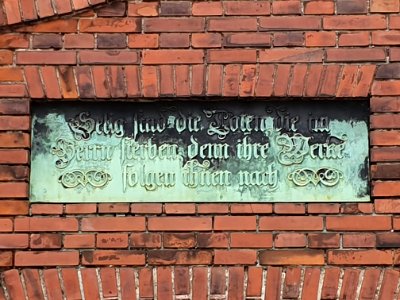 Selig sind die Toten die im
Herrn sterben, denn ihre Werke
folgen ihnen nach